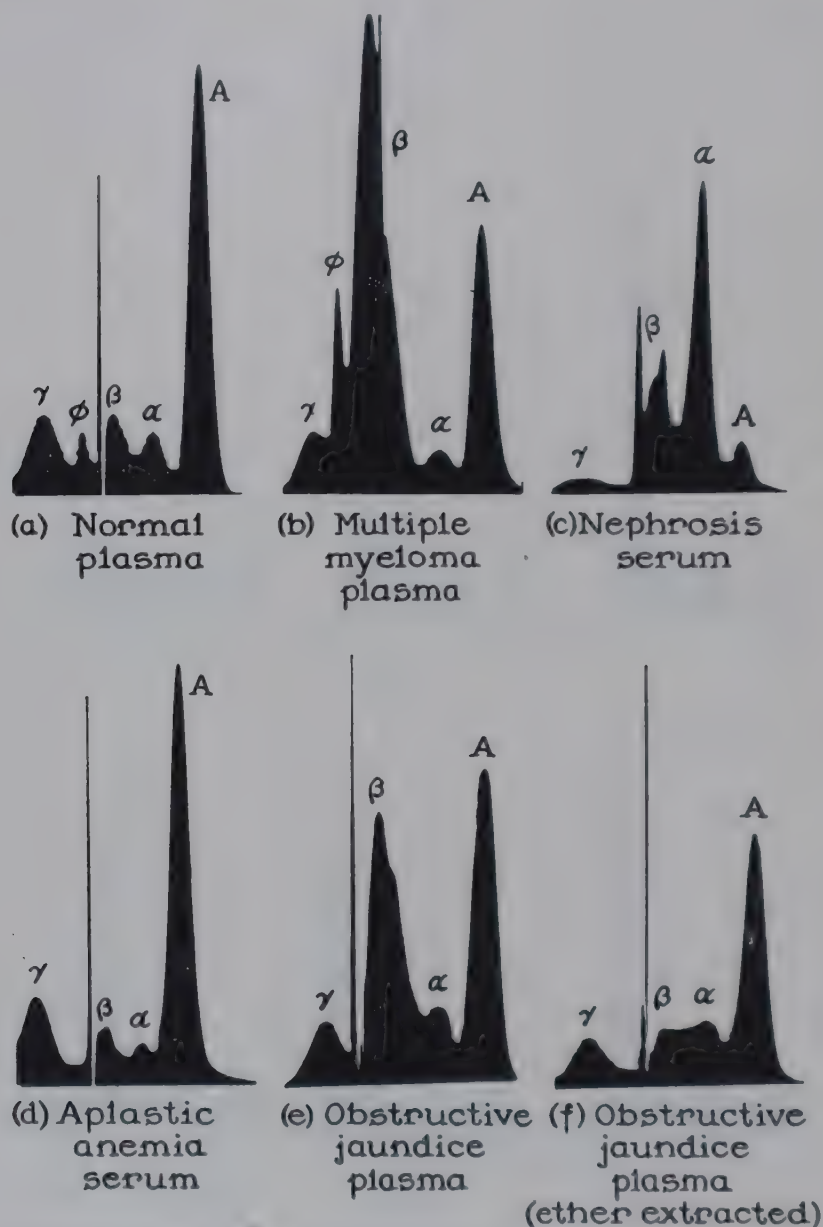 A
γ
ϕ
β
α
(a) Normal
plasma
β
A
ϕ
γ
α
(b) Multiple
myeloma
plasma
α
β
A
γ
(c)Nephrosis
serum
A
γ
β
α
(d) Aplastic
anemia
serum
A
β
γ
α
(e) Obstructive
jaundice
plasma
A
γ
β
α
(f) Obstructive
jaundice
plasma
(ether extracted)